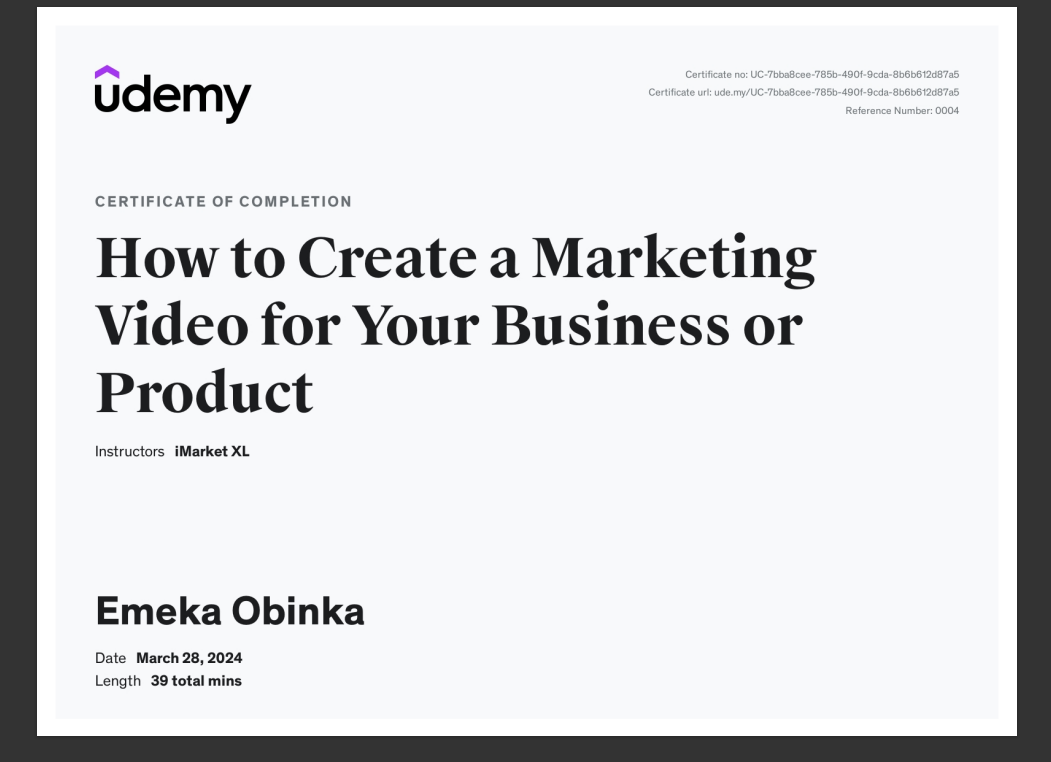 udemy
Certificate no: UC-7bba8cee-785b-490f-9cda-8b6b612d87a5
Certificate url: ude.my/UC-7bba8cee-785b-490f-9cda-8b6b612d87a5
Reference Number: 0004
CERTIFICATE OF COMPLETION
How to Create a Marketing
Video for Your Business or
Product
Instructors iMarket XL
Emeka Obinka
Date March 28, 2024
Length 39 total mins